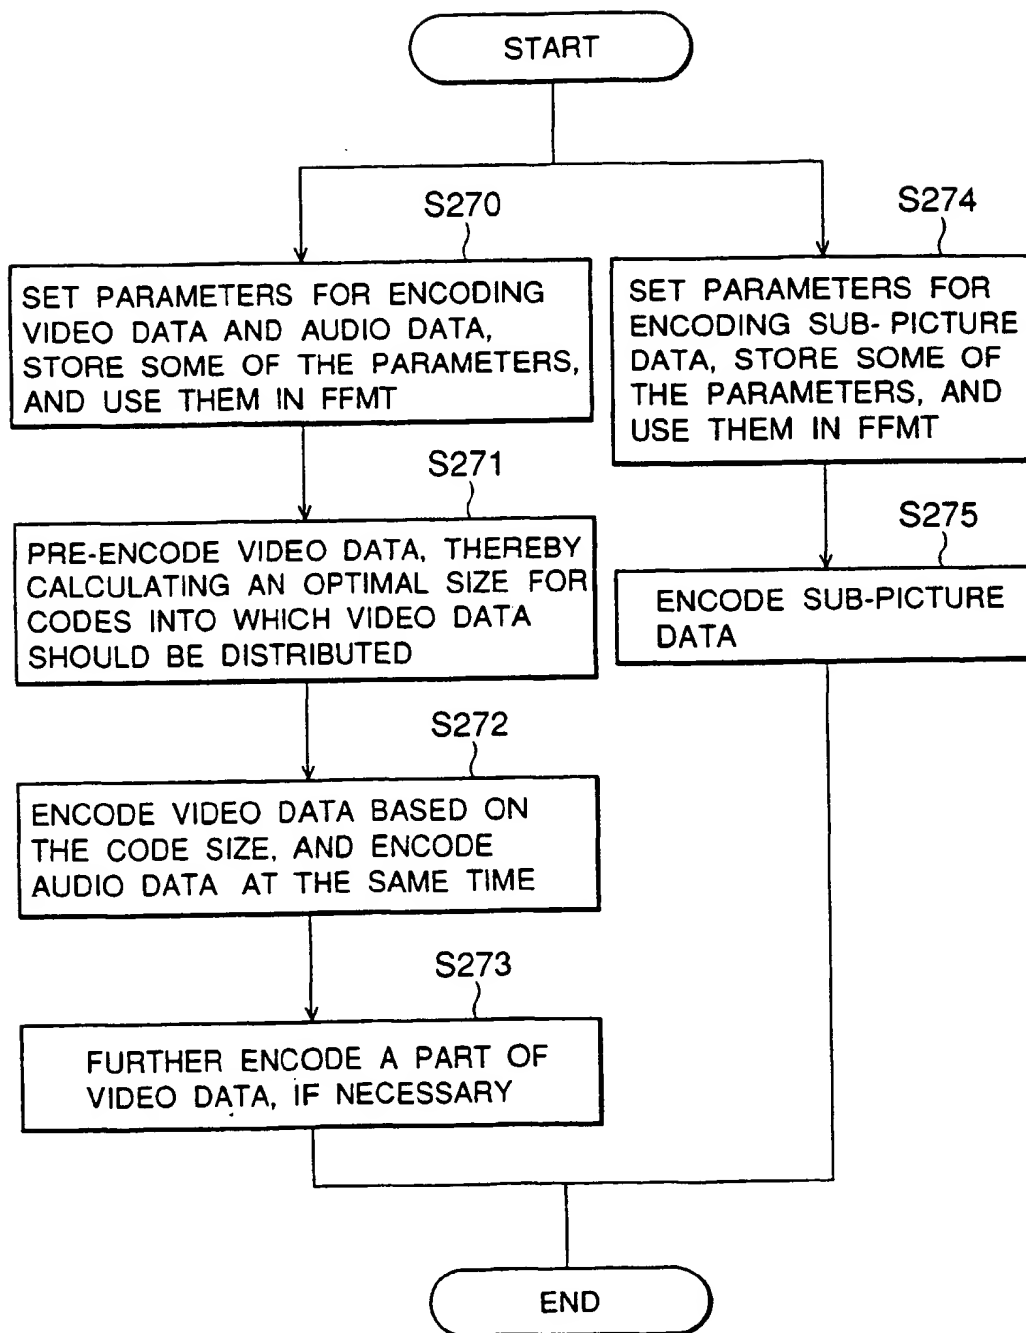 START
S270
SET PARAMETERS FOR ENCODING
VIDEO DATA AND AUDIO DATA,
STORE SOME OF THE PARAMETERS,
AND USE THEM IN FFMT
S271
PRE-ENCODE VIDEO DATA, THEREBY
CALCULATING AN OPTIMAL SIZE FOR
CODES INTO WHICH VIDEO DATA
SHOULD BE DISTRIBUTED
S272
ENCODE VIDEO DATA BASED ON
THE CODE SIZE, AND ENCODE
AUDIO DATA AT THE SAME TIME
S273
FURTHER ENCODE A PART OF
VIDEO DATA, IF NECESSARY
S274
SET PARAMETERS FOR
ENCODING SUB-PICTURE
DATA, STORE SOME OF
THE PARAMETERS, AND
USE THEM IN FFMT
S275
ENCODE SUB-PICTURE
DATA
END